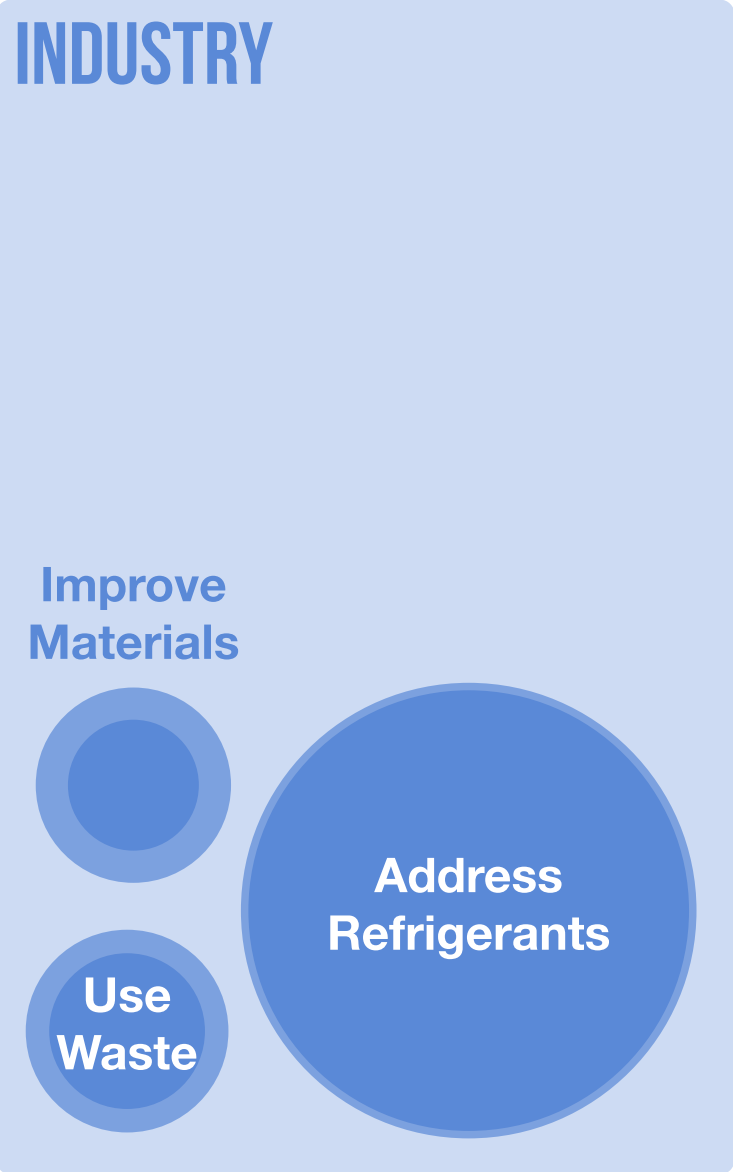 INDUSTRY
Improve
Materials
Address
Refrigerants
Use
Waste